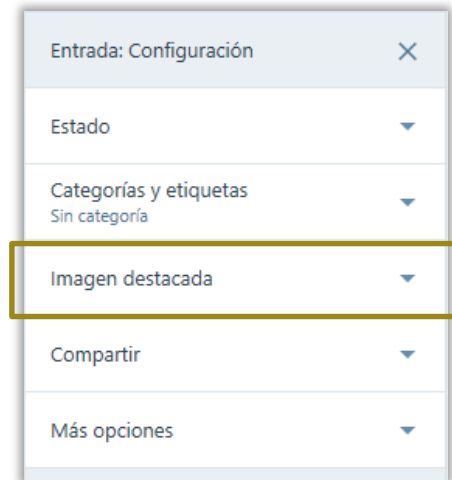 Entrada: Configuración
Estado
Categorías y etiquetas
Sin categoría
Imagen destacada
Compartir
Más opciones